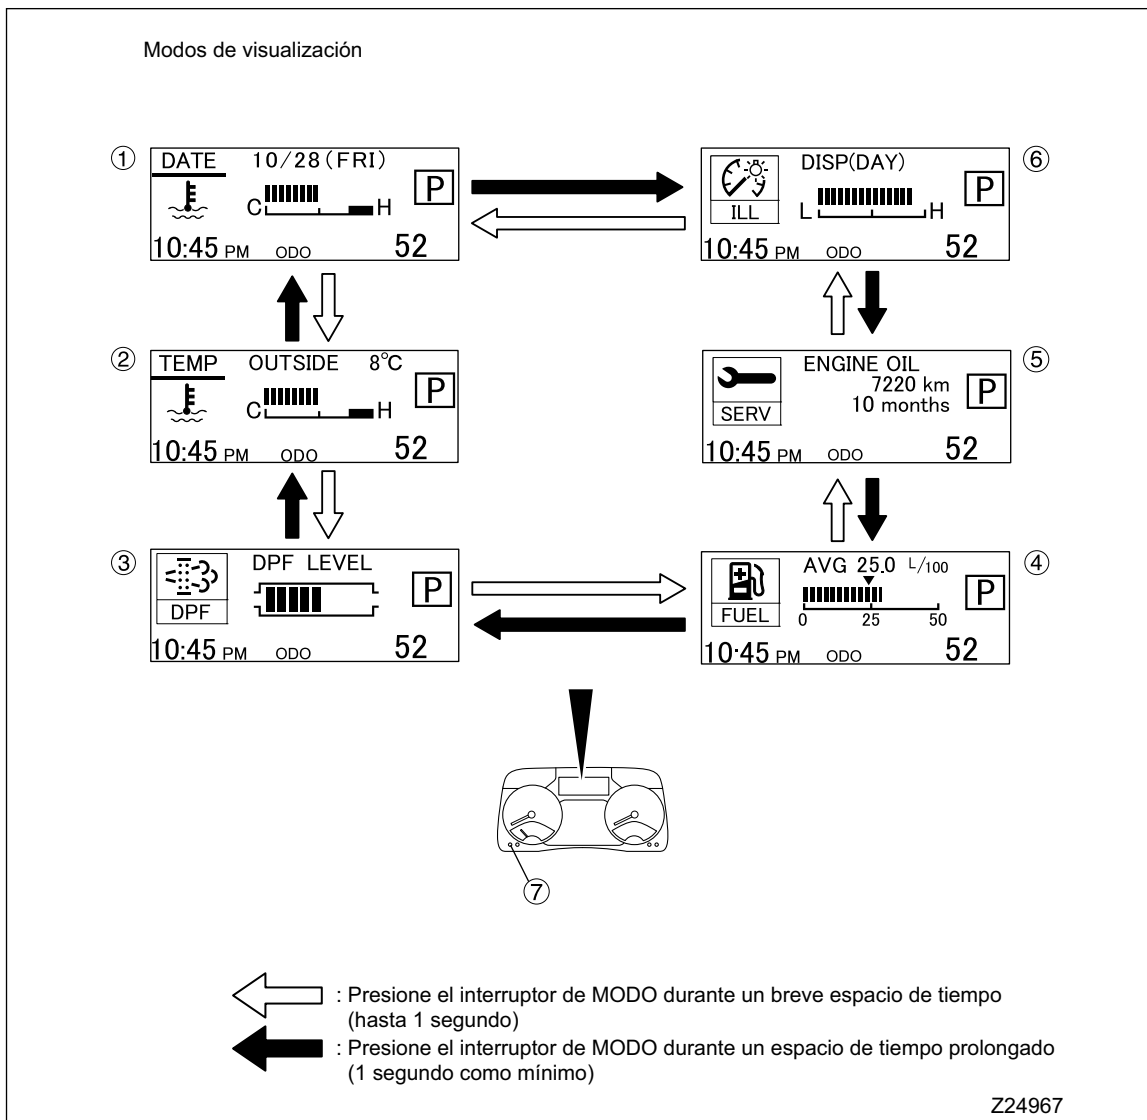 Modos de visualización
① DATE 10/28(FRI)
C H P
10:45 PM ODO 52
⑥ DISP(DAY)
ILL L H P
10:45 PM ODO 52
② TEMP OUTSIDE 8°C
C H P
10:45 PM ODO 52
⑤ ENGINE OIL
7220 km
10 months P
SERV
10:45 PM ODO 52
③ DPF LEVEL
DPF P
10:45 PM ODO 52
④ AVG 25.0 L/100
FUEL P
0 25 50
10:45 PM ODO 52
⑦
: Presione el interruptor de MODO durante un breve espacio de tiempo
(hasta 1 segundo)
: Presione el interruptor de MODO durante un espacio de tiempo prolongado
(1 segundo como mínimo)
Z24967